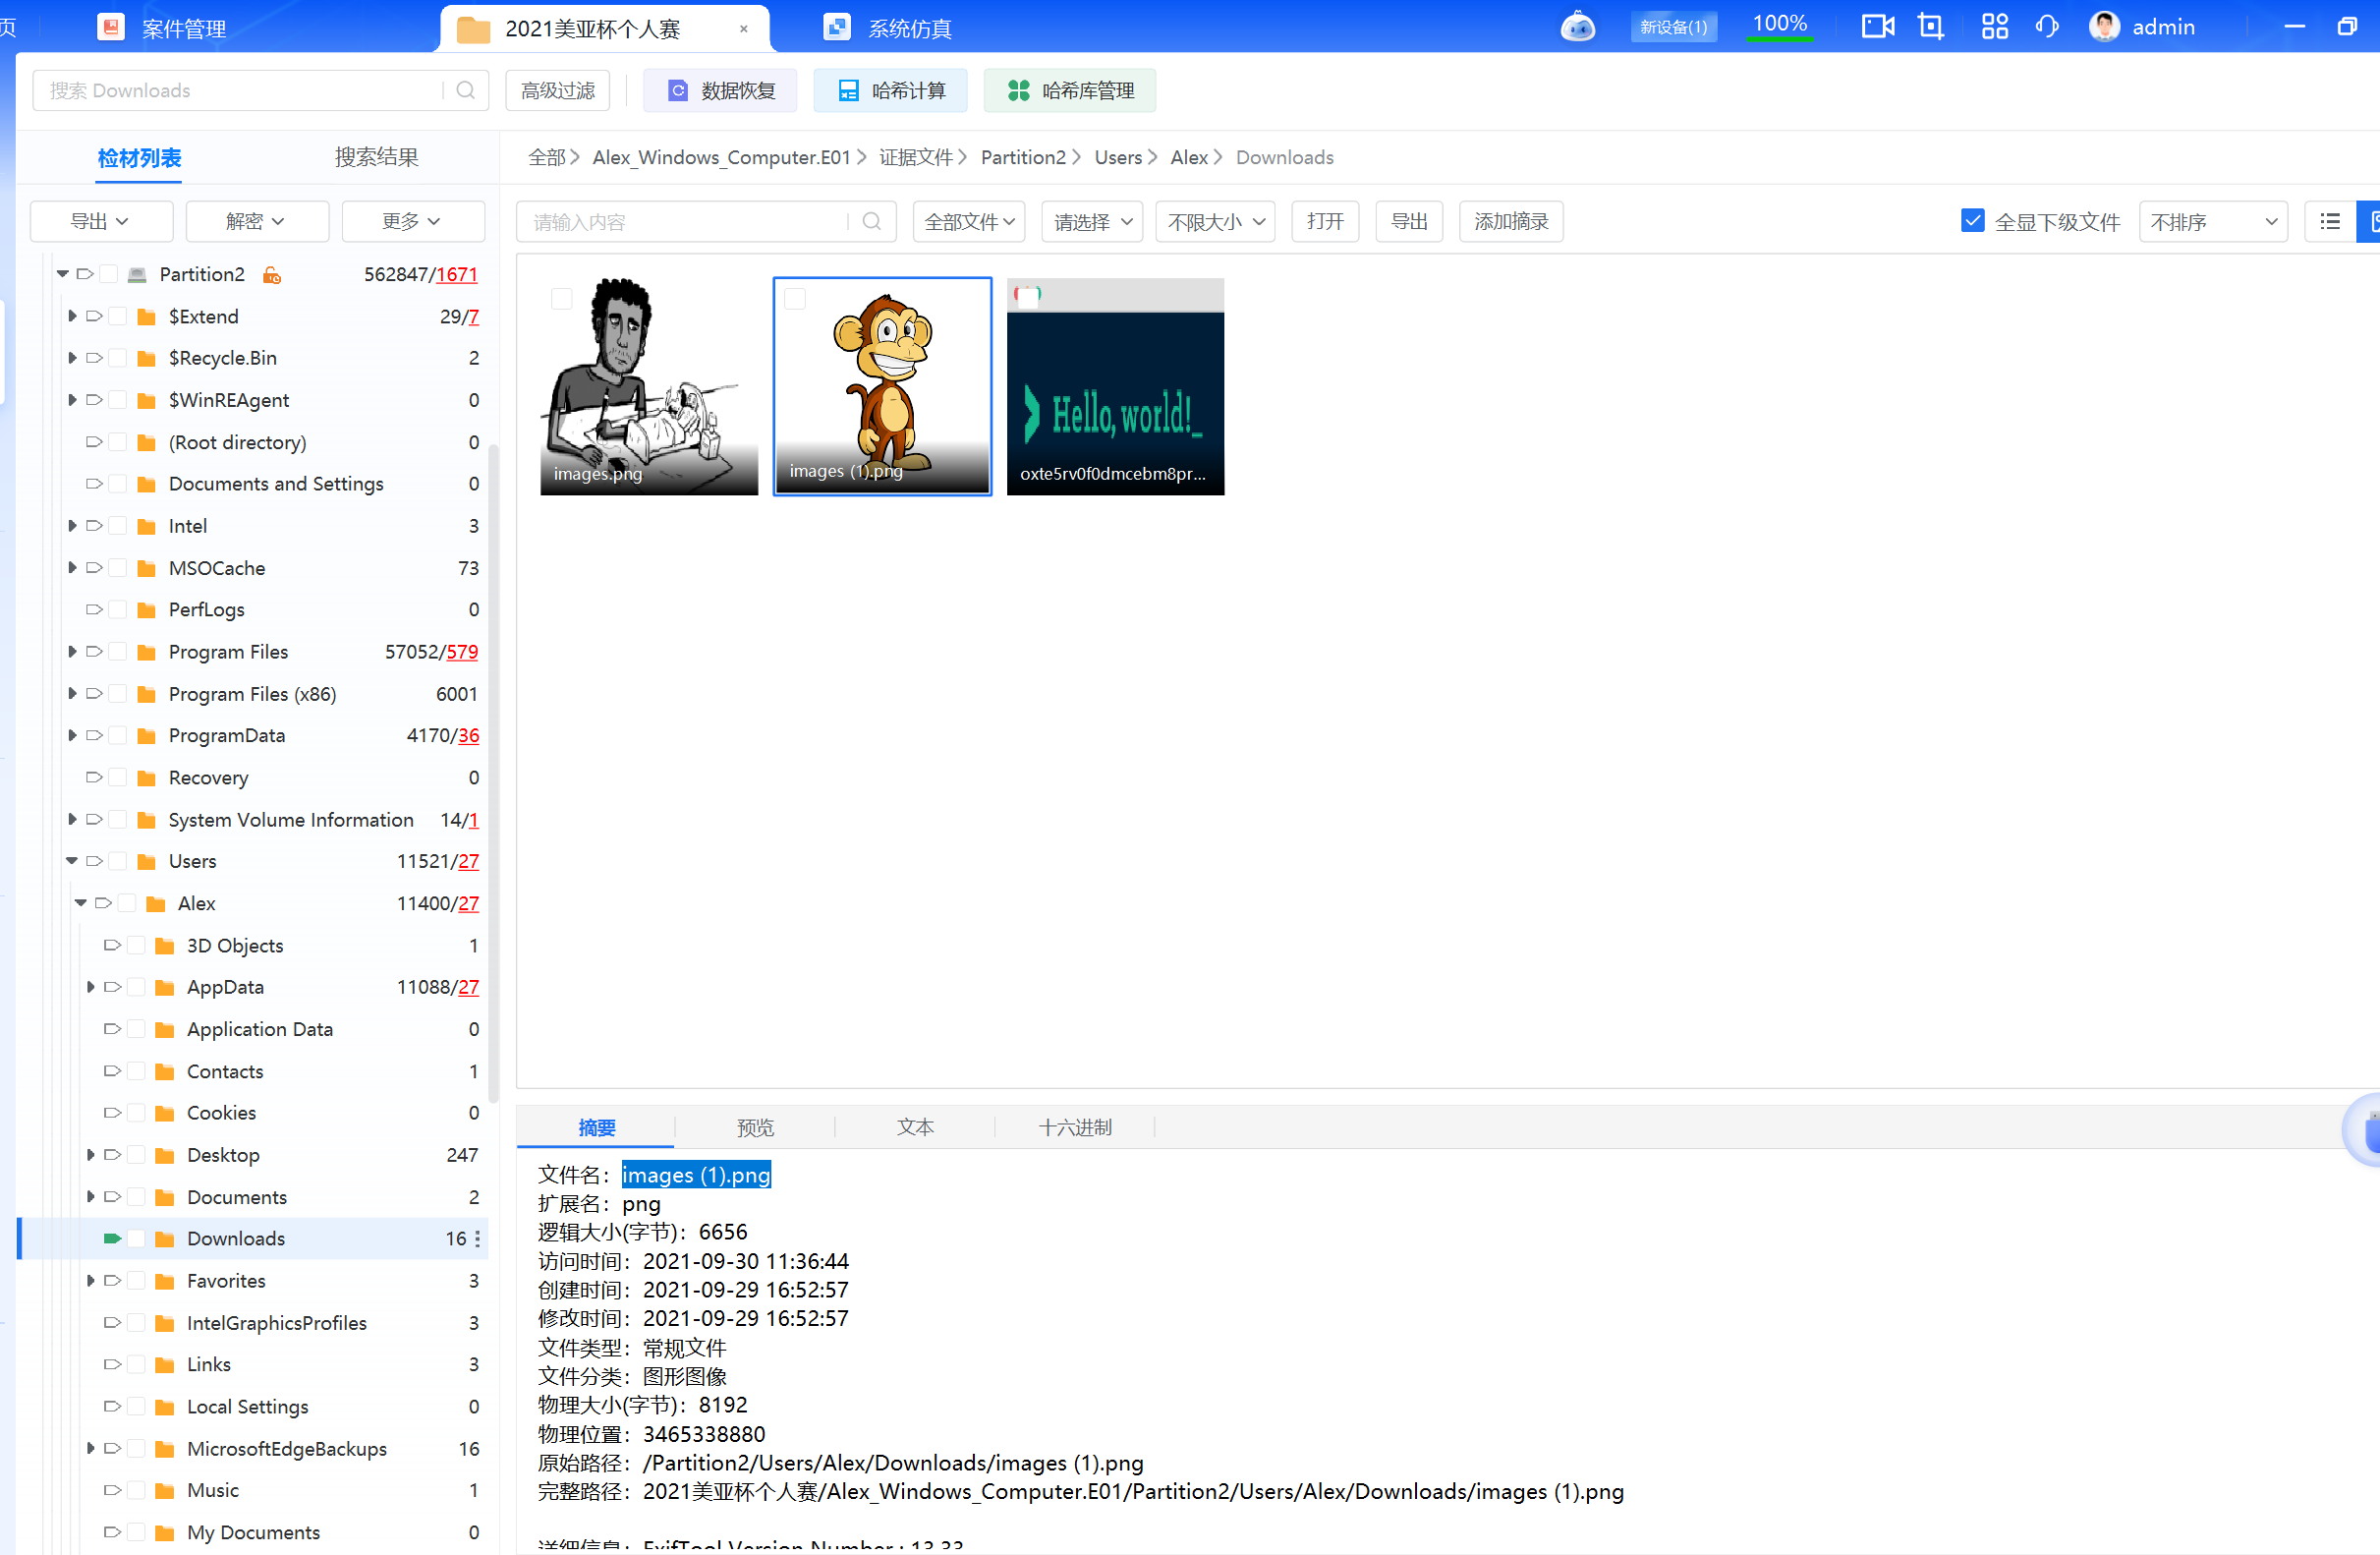 页
案件管理
2021美亚杯个人赛
×
系统仿真
新设备(1)
100%
admin
搜索 Downloads
高级过滤
数据恢复
哈希计算
哈希库管理
检材列表
搜索结果
全部
Alex_Windows_Computer.E01
证据文件
Partition2
Users
Alex
Downloads
导出
解密
更多
请输入内容
全部文件
请选择
不限大小
打开
导出
添加摘录
全显下级文件
不排序
Partition2 562847/1671
$Extend 29/7
$Recycle.Bin 2
$WinREAgent 0
(Root directory) 0
Documents and Settings 0
Intel 3
MSOCache 73
PerfLogs 0
Program Files 57052/579
Program Files (x86) 6001
ProgramData 4170/36
Recovery 0
System Volume Information 14/1
Users 11521/27
Alex 11400/27
3D Objects 1
AppData 11088/27
Application Data 0
Contacts 1
Cookies 0
Desktop 247
Documents 2
Downloads 16
Favorites 3
IntelGraphicsProfiles 3
Links 3
Local Settings 0
MicrosoftEdgeBackups 16
Music 1
My Documents 0
Hello, world!_
images.png
images (1).png
oxte5rv0f0dmcebm8pr...
摘要
预览
文本
十六进制
文件名：images (1).png
扩展名：png
逻辑大小(字节)：6656
访问时间：2021-09-30 11:36:44
创建时间：2021-09-29 16:52:57
修改时间：2021-09-29 16:52:57
文件类型：常规文件
文件分类：图形图像
物理大小(字节)：8192
物理位置：3465338880
原始路径：/Partition2/Users/Alex/Downloads/images (1).png
完整路径：2021美亚杯个人赛/Alex_Windows_Computer.E01/Partition2/Users/Alex/Downloads/images (1).png
详细信息：ExifTool Version Number : 13.33